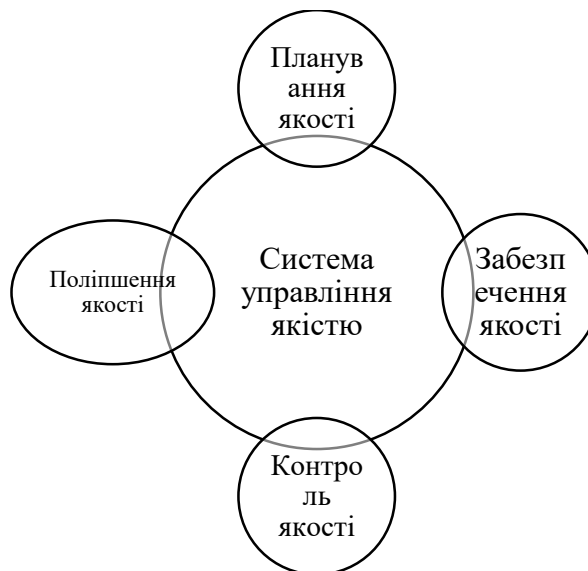 Планув
ання
якості
Поліпшення
якості
Система
управління
якістю
Забезп
ечення
якості
Контро
ль
якості